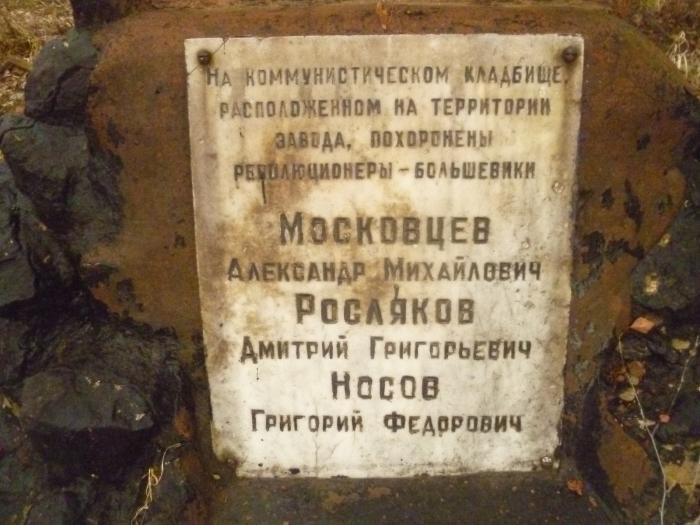 На коммунистическом кладбище,
расположенном на территории
завода, похоронены
революционеры-большевики
Московцев
Александр Михайлович
Росляков
Дмитрий Григорьевич
Носов
Григорий Федорович